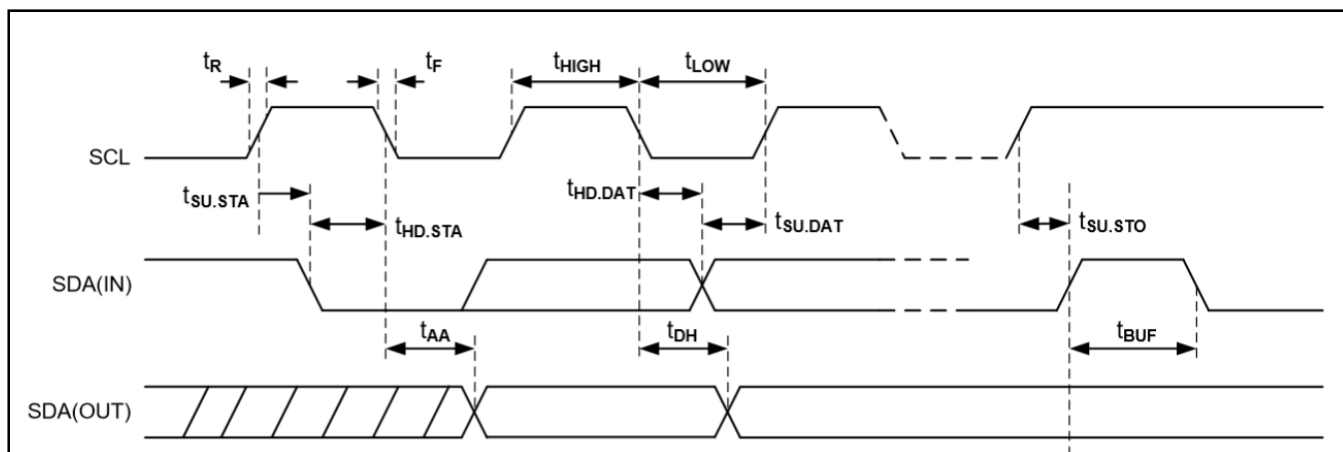 tR tF tHIGH tLOW
SCL
tSU.STA tHD.STA tHD.DAT tSU.DAT tSU.STO
SDA(IN)
tAA tDH tBUF
SDA(OUT)